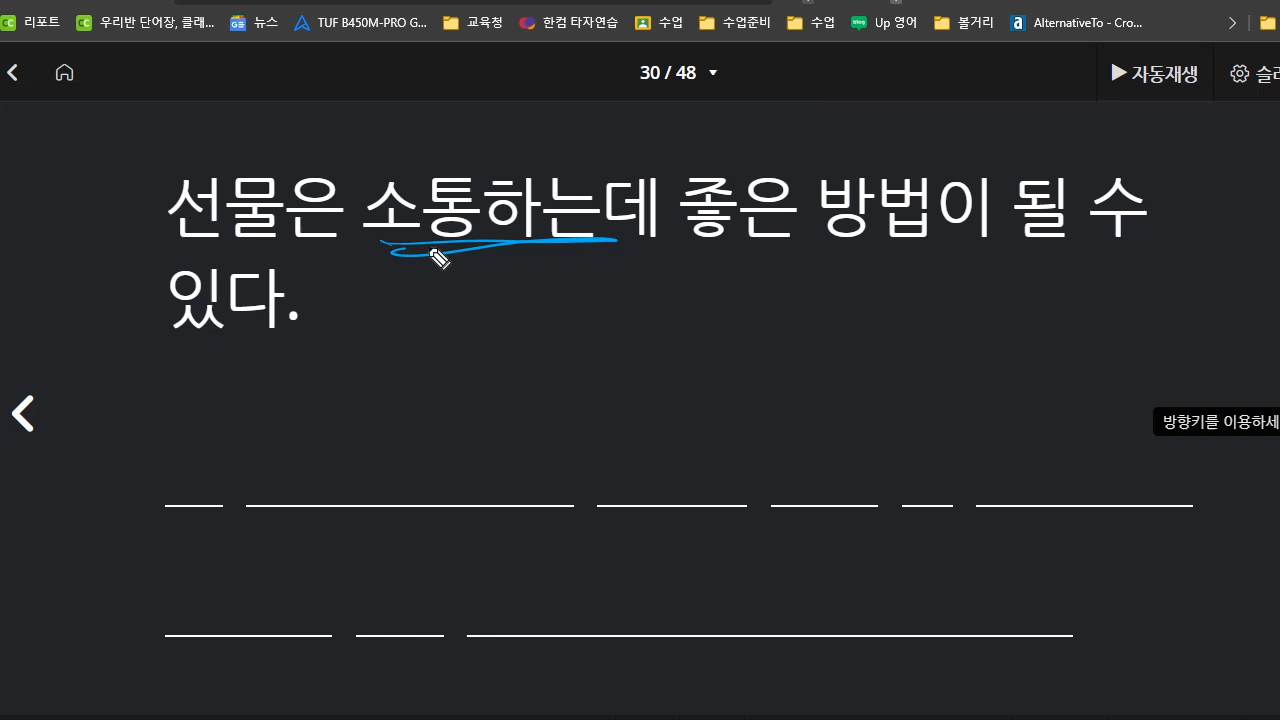 리포트 우리반 단어장, 클래... 뉴스 TUF B450M-PRO G... 교육청 한컴 타자연습 수업 수업준비 수업 Up 영어 볼거리 AlternativeTo - Cro...
30 / 48 자동재생
선물은 소통하는데 좋은 방법이 될 수
있다.
방향키를 이용하세